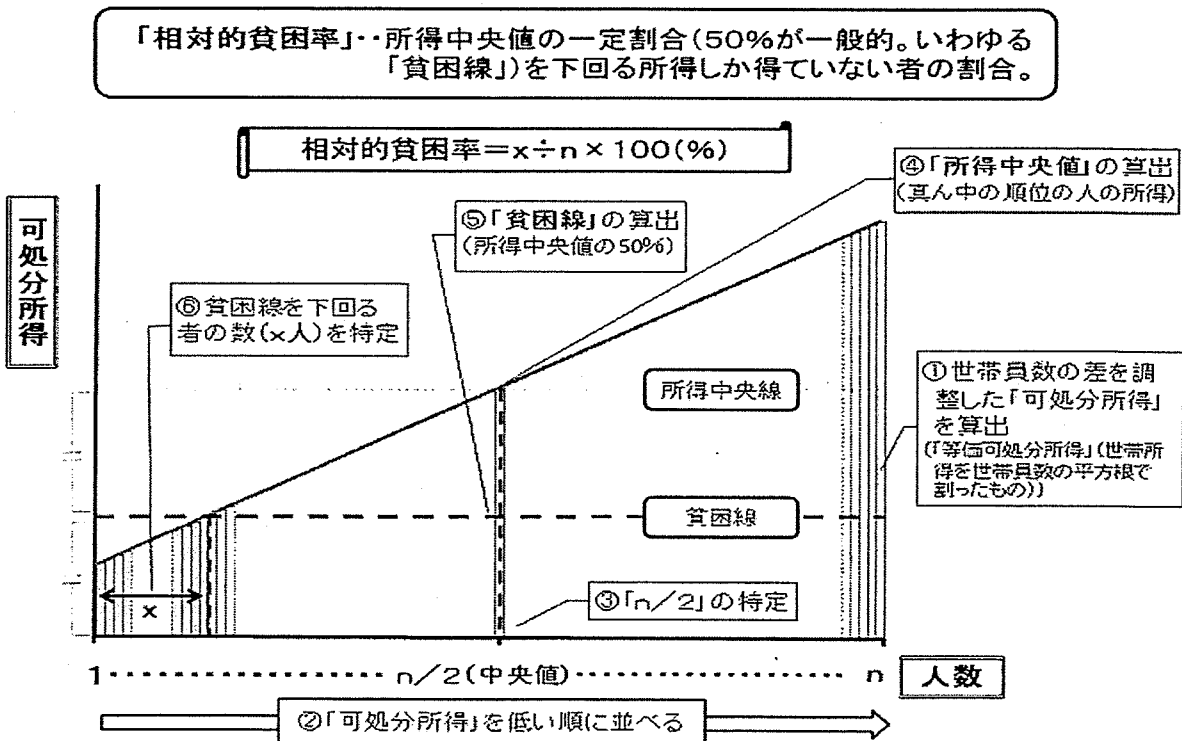 「相対的貧困率」‥所得中央値の一定割合(50%が一般的。いわゆる
「貧困線」)を下回る所得しか得ていない者の割合。
相対的貧困率=x÷n×100(%)
④「所得中央値」の算出
(真ん中の順位の人の所得)
⑤「貧困線」の算出
(所得中央値の50%)
可処分所得
⑥貧困線を下回る
者の数(x人)を特定
所得中央線
①世帯員数の差を調
整した「可処分所得」
を算出
(「等価可処分所得」(世帯所
得を世帯員数の平方根で
割ったもの))
貧困線
x
③「n/2」の特定
1‥‥‥‥‥‥n/2(中央値)‥‥‥‥‥‥n
人数
②「可処分所得」を低い順に並べる